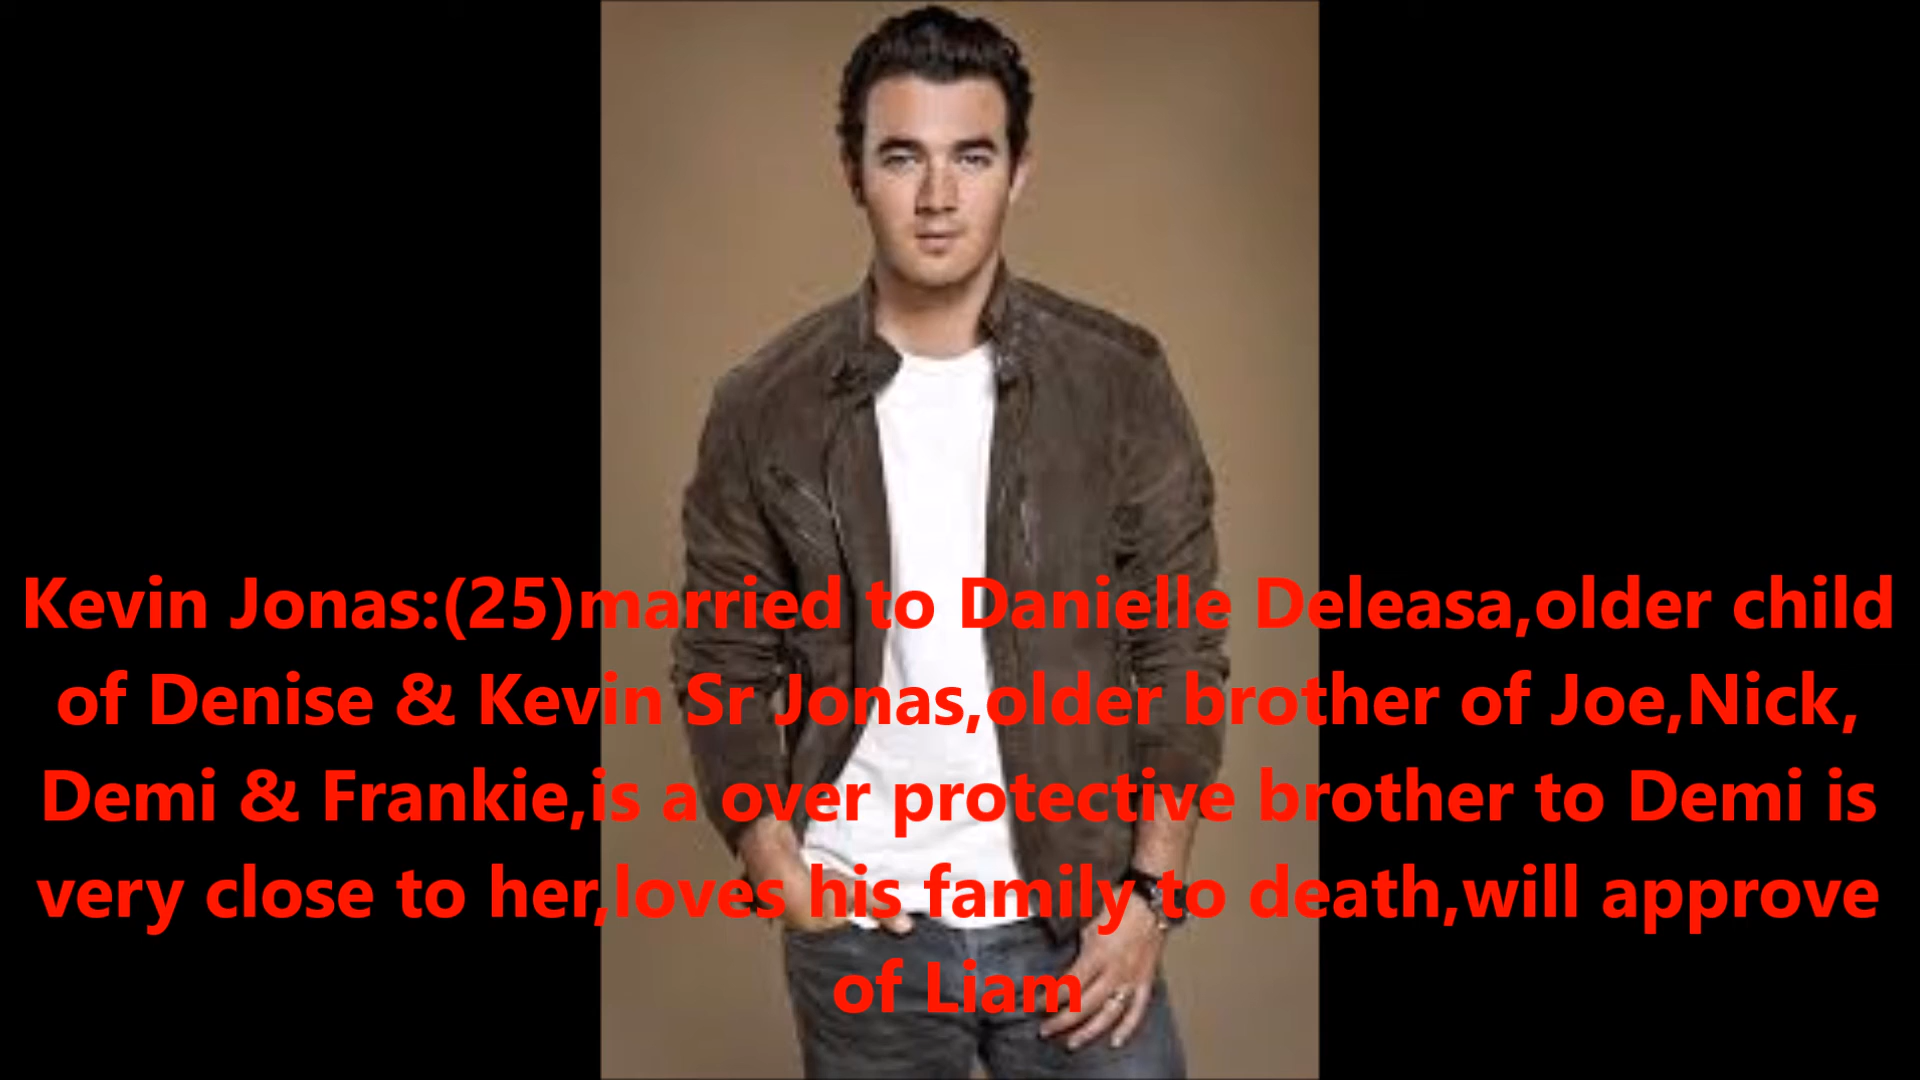 Kevin Jonas:(25)married to Danielle Deleasa,older child
of Denise & Kevin Sr Jonas,older brother of Joe,Nick,
Demi & Frankie,is a over protective brother to Demi is
very close to her,loves his family to death,will approve
of Liam